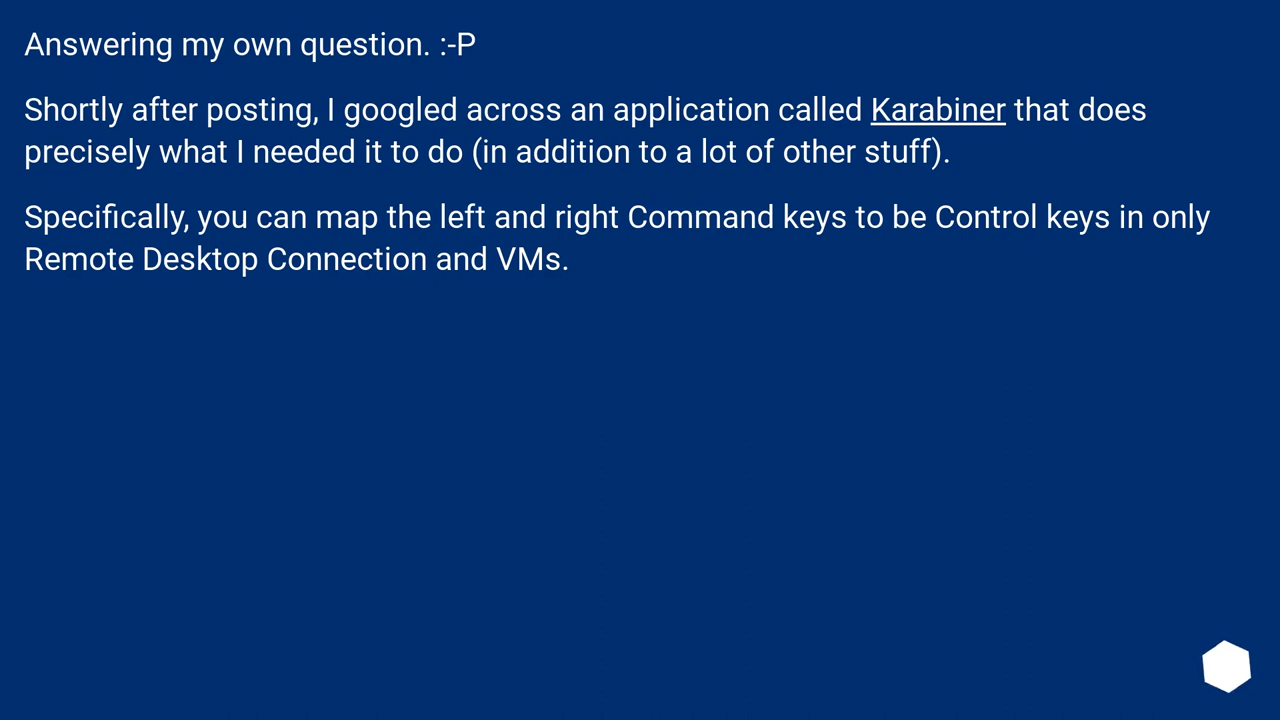 Answering my own question. :-P
Shortly after posting, I googled across an application called Karabiner that does
precisely what I needed it to do (in addition to a lot of other stuff).
Specifically, you can map the left and right Command keys to be Control keys in only
Remote Desktop Connection and VMs.